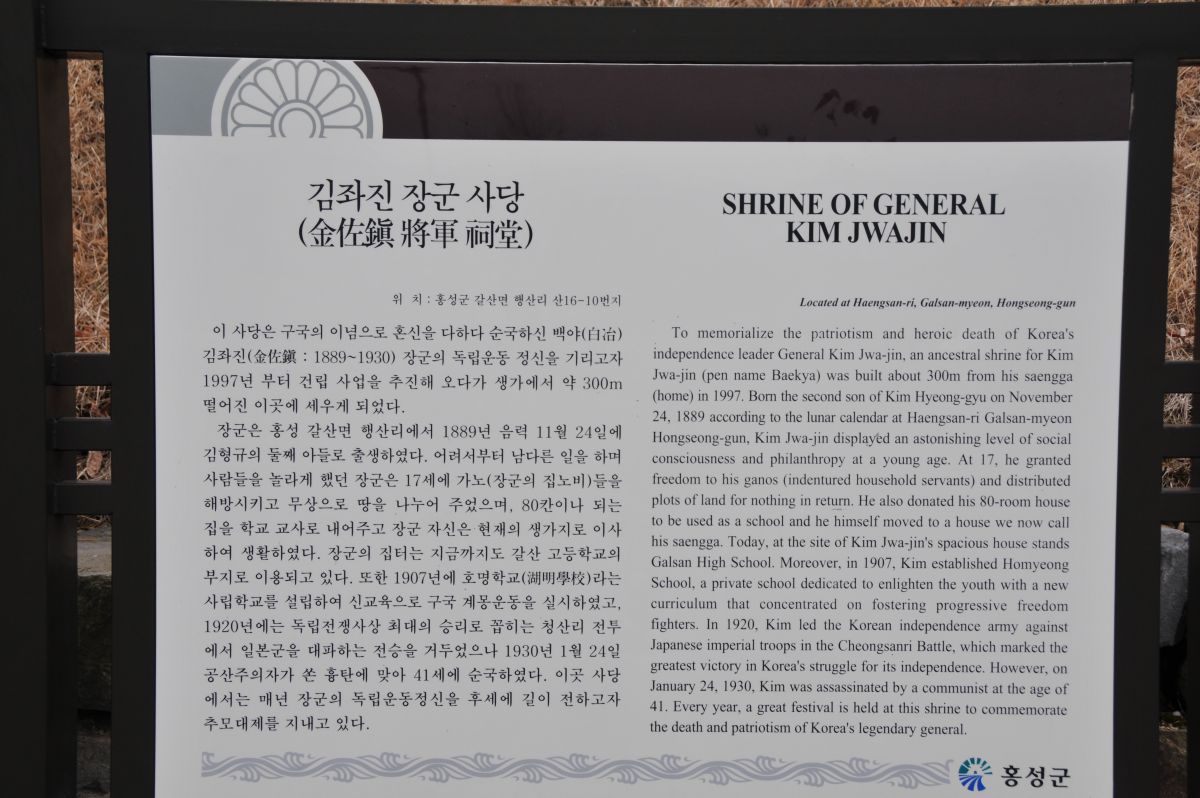 김좌진 장군 사당
(金佐鎭 將軍 祠堂)
위 치 : 홍성군 갈산면 행산리 산16-10번지
이 사당은 구국의 이념으로 혼신을 다하다 순국하신 백야(白冶)
김좌진(金佐鎭 : 1889~1930) 장군의 독립운동 정신을 기리고자
1997년 부터 건립 사업을 추진해 오다가 생가에서 약 300m
떨어진 이곳에 세우게 되었다.
장군은 홍성 갈산면 행산리에서 1889년 음력 11월 24일에
김형규의 둘째 아들로 출생하였다. 어려서부터 남다른 일을 하며
사람들을 놀라게 했던 장군은 17세에 가노(장군의 집노비)들을
해방시키고 무상으로 땅을 나누어 주었으며, 80칸이나 되는
집을 학교 교사로 내어주고 장군 자신은 현재의 생가지로 이사
하여 생활하였다. 장군의 집터는 지금까지도 갈산 고등학교의
부지로 이용되고 있다. 또한 1907년에 호명학교(湖明學校)라는
사립학교를 설립하여 신교육으로 구국 계몽운동을 실시하였고,
1920년에는 독립전쟁사상 최대의 승리로 꼽히는 청산리 전투
에서 일본군을 대파하는 전승을 거두었으나 1930년 1월 24일
공산주의자가 쏜 흉탄에 맞아 41세에 순국하였다. 이곳 사당
에서는 매년 장군의 독립운동정신을 후세에 길이 전하고자
추모대제를 지내고 있다.
SHRINE OF GENERAL
KIM JWAJIN
Located at Haengsan-ri, Galsan-myeon, Hongseong-gun
To memorialize the patriotism and heroic death of Korea's
independence leader General Kim Jwa-jin, an ancestral shrine for Kim
Jwa-jin (pen name Baekya) was built about 300m from his saengga
(home) in 1997. Born the second son of Kim Hyeong-gyu on November
24, 1889 according to the lunar calendar at Haengsan-ri Galsan-myeon
Hongseong-gun, Kim Jwa-jin displayed an astonishing level of social
consciousness and philanthropy at a young age. At 17, he granted
freedom to his ganos (indentured household servants) and distributed
plots of land for nothing in return. He also donated his 80-room house
to be used as a school and he himself moved to a house we now call
his saengga. Today, at the site of Kim Jwa-jin's spacious house stands
Galsan High School. Moreover, in 1907, Kim established Homyeong
School, a private school dedicated to enlighten the youth with a new
curriculum that concentrated on fostering progressive freedom
fighters. In 1920, Kim led the Korean independence army against
Japanese imperial troops in the Cheongsanri Battle, which marked the
greatest victory in Korea's struggle for its independence. However, on
January 24, 1930, Kim was assassinated by a communist at the age of
41. Every year, a great festival is held at this shrine to commemorate
the death and patriotism of Korea's legendary general.
홍성군